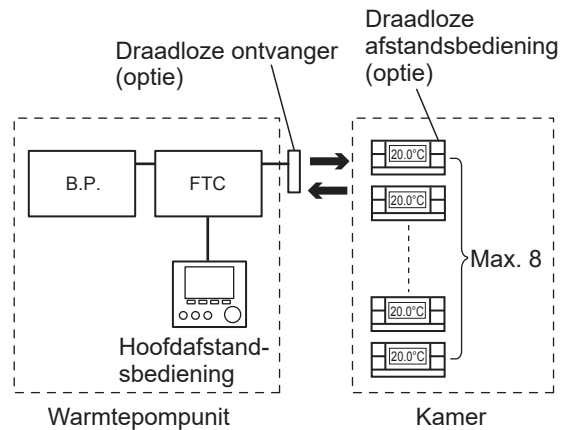 Draadloze ontvanger
(optie)
Draadloze
afstandsbediening
(optie)
B.P.
FTC
20.0°C
20.0°C
Max. 8
20.0°C
20.0°C
Hoofdafstand-
sbediening
Warmtepompunit
Kamer